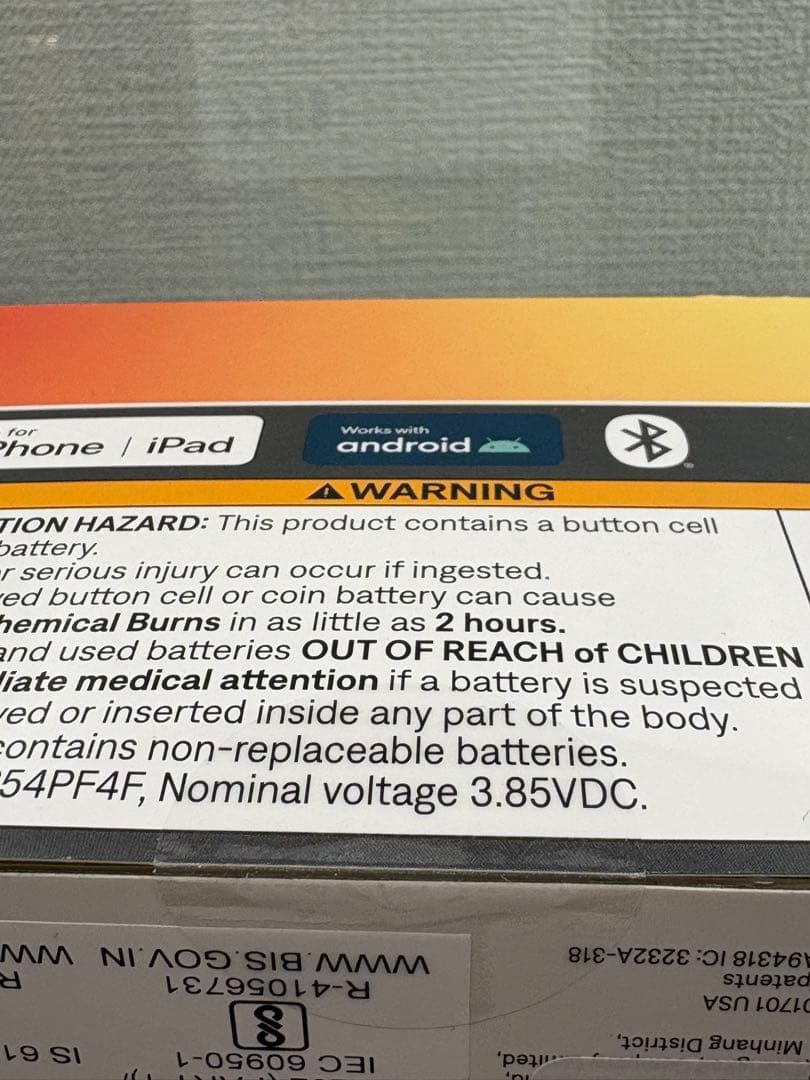 for
Phone / iPad
Works with
android
WARNING
TION HAZARD: This product contains a button cell
battery.
r serious injury can occur if ingested.
ed button cell or coin battery can cause
hemical Burns in as little as 2 hours.
and used batteries OUT OF REACH of CHILDREN
diate medical attention if a battery is suspected
ved or inserted inside any part of the body.
contains non-replaceable batteries.
54PF4F, Nominal voltage 3.85VDC.
Minhang District,
01701 USA
patents
A94318 IC: 3232A-318
IEC 60950-1
IS 61
R-41056731
R
WWW.BIS.GOV.IN WWW